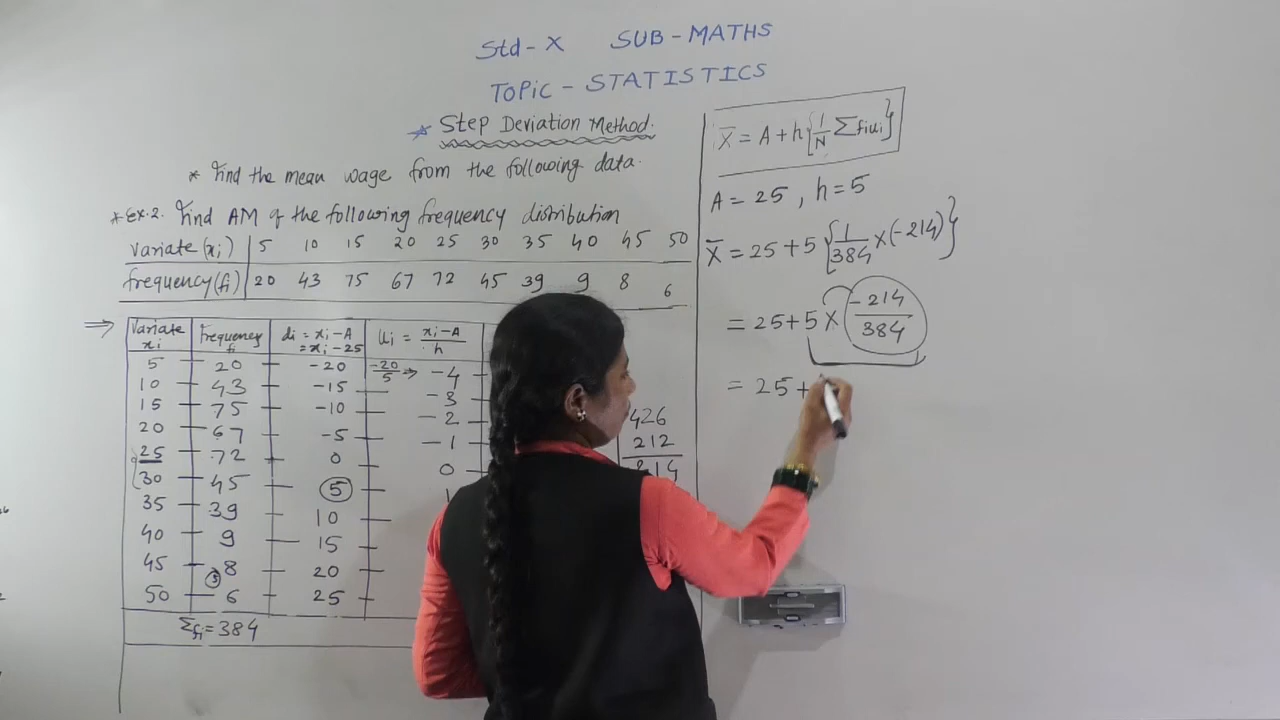 Std - X SUB - MATHS
TOPiC - STATISTICS
* Step Deviation Method.
* Find the mean wage from the following data.
* Ex. 2. Find AM of the following frequency distribution
variate (xi) 5 10 15 20 25 30 35 40 45 50
frequency (fi) 20 43 75 67 72 45 39 9 8 6
Variate xi Frequency fi di = xi - A = xi - 25 ui = xi - A / h
5 20 -20 -20/5 → -4
10 43 -15 -3
15 75 -10 -2
20 67 -5 -1
25 72 0 0
30 45 5
35 39 10
40 9 15
45 8 20
50 6 25
Σfi = 384
426
212
214
X̄ = A + h{1/N Σfiui}
A = 25, h = 5
X̄ = 25 + 5{1/384 × (-214)}
= 25 + 5 × -214/384
= 25 +